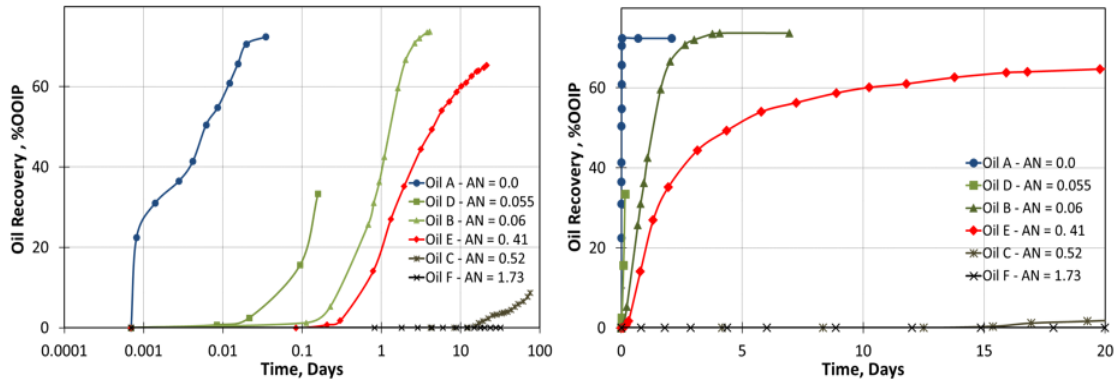 Oil Recovery , %OOIP
60
40
20
0
Oil A - AN = 0.0
Oil D - AN = 0.055
Oil B - AN = 0.06
Oil E - AN = 0. 41
Oil C - AN = 0.52
Oil F - AN = 1.73
0.0001 0.001 0.01 0.1 1 10 100
Time, Days
Oil Recovery , %OOIP
60
40
20
0
Oil A - AN = 0.0
Oil D - AN = 0.055
Oil B - AN = 0.06
Oil E - AN = 0. 41
Oil C - AN = 0.52
Oil F - AN = 1.73
0 5 10 15 20
Time, Days